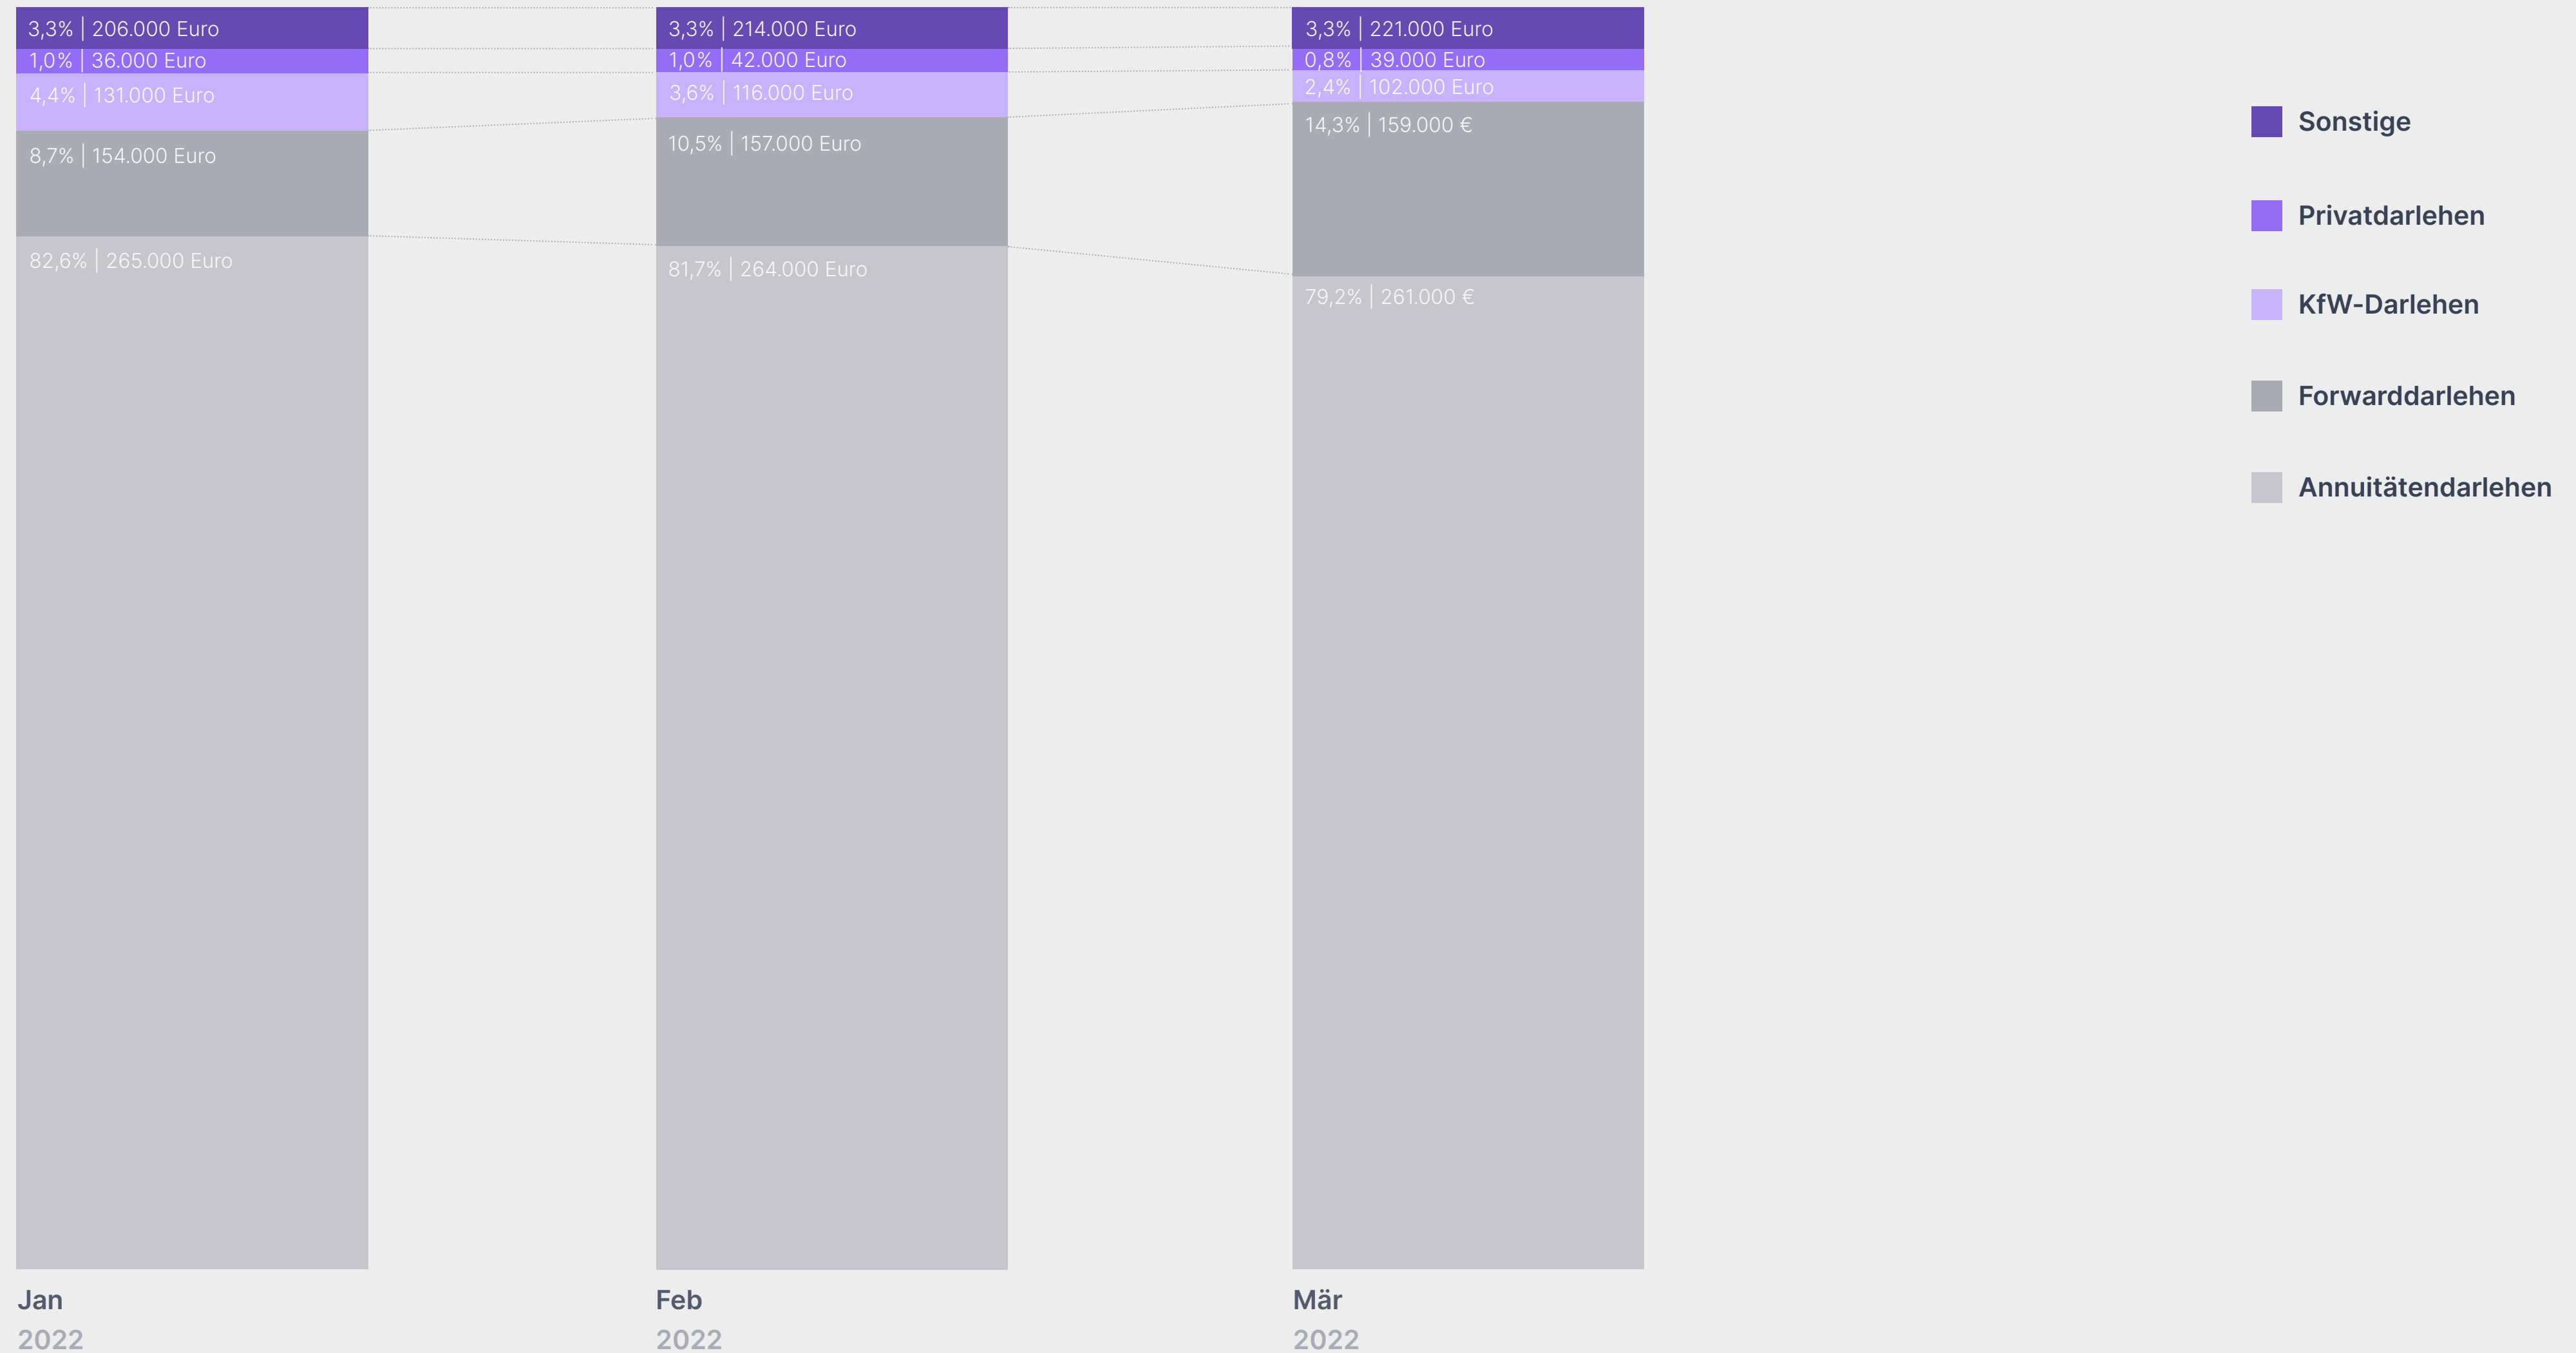 3,3% | 206.000 Euro
1,0% | 36.000 Euro
4,4% | 131.000 Euro
8,7% | 154.000 Euro
82,6% | 265.000 Euro
Jan
2022
3,3% | 214.000 Euro
1,0% | 42.000 Euro
3,6% | 116.000 Euro
10,5% | 157.000 Euro
81,7% | 264.000 Euro
Feb
2022
3,3% | 221.000 Euro
0,8% | 39.000 Euro
2,4% | 102.000 Euro
14,3% | 159.000 €
79,2% | 261.000 €
Mär
2022
Sonstige
Privatdarlehen
KfW-Darlehen
Forwarddarlehen
Annuitätendarlehen